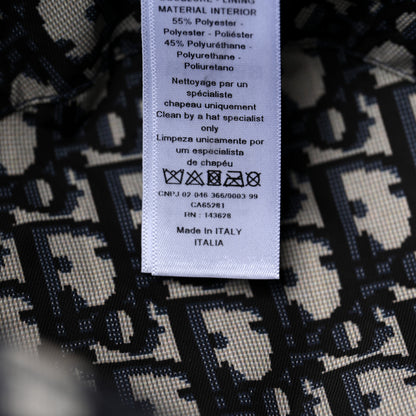 MATERIAL INTERIOR
55% Polyester -
Polyester - Poliéster
45% Polyuréthane -
Polyurethane -
Poliuretano
Nettoyage par un
spécialiste
chapeau uniquement
Clean by a hat specialist
only
Limpeza unicamente por
um especialista
de chapéu
CNPJ 02 046 366/0003 99
CA65281
RN : 143628
Made in ITALY
ITALIA